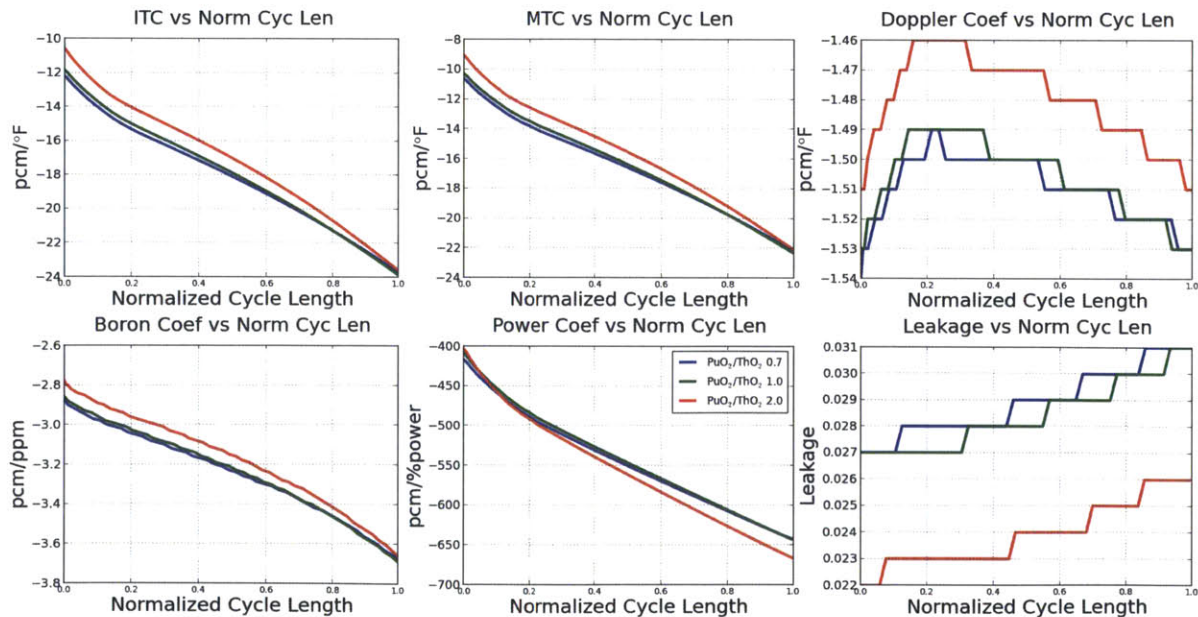 ITC vs Norm Cyc Len
pcm/°F
−10
−12
−14
−16
−18
−20
−22
−24
0.0 0.2 0.4 0.6 0.8 1.0
Normalized Cycle Length
MTC vs Norm Cyc Len
pcm/°F
−8
−10
−12
−14
−16
−18
−20
−22
−24
0.0 0.2 0.4 0.6 0.8 1.0
Normalized Cycle Length
Doppler Coef vs Norm Cyc Len
pcm/°F
−1.46
−1.47
−1.48
−1.49
−1.50
−1.51
−1.52
−1.53
−1.54
0.0 0.2 0.4 0.6 0.8 1.0
Normalized Cycle Length
Boron Coef vs Norm Cyc Len
pcm/ppm
−2.6
−2.8
−3.0
−3.2
−3.4
−3.6
−3.8
0.0 0.2 0.4 0.6 0.8 1.0
Normalized Cycle Length
Power Coef vs Norm Cyc Len
pcm/%power
−400
−450
−500
−550
−600
−650
−700
PuO₂/ThO₂ 0.7
PuO₂/ThO₂ 1.0
PuO₂/ThO₂ 2.0
0.0 0.2 0.4 0.6 0.8 1.0
Normalized Cycle Length
Leakage vs Norm Cyc Len
Leakage
0.031
0.030
0.029
0.028
0.027
0.026
0.025
0.024
0.023
0.022
0.0 0.2 0.4 0.6 0.8 1.0
Normalized Cycle Length